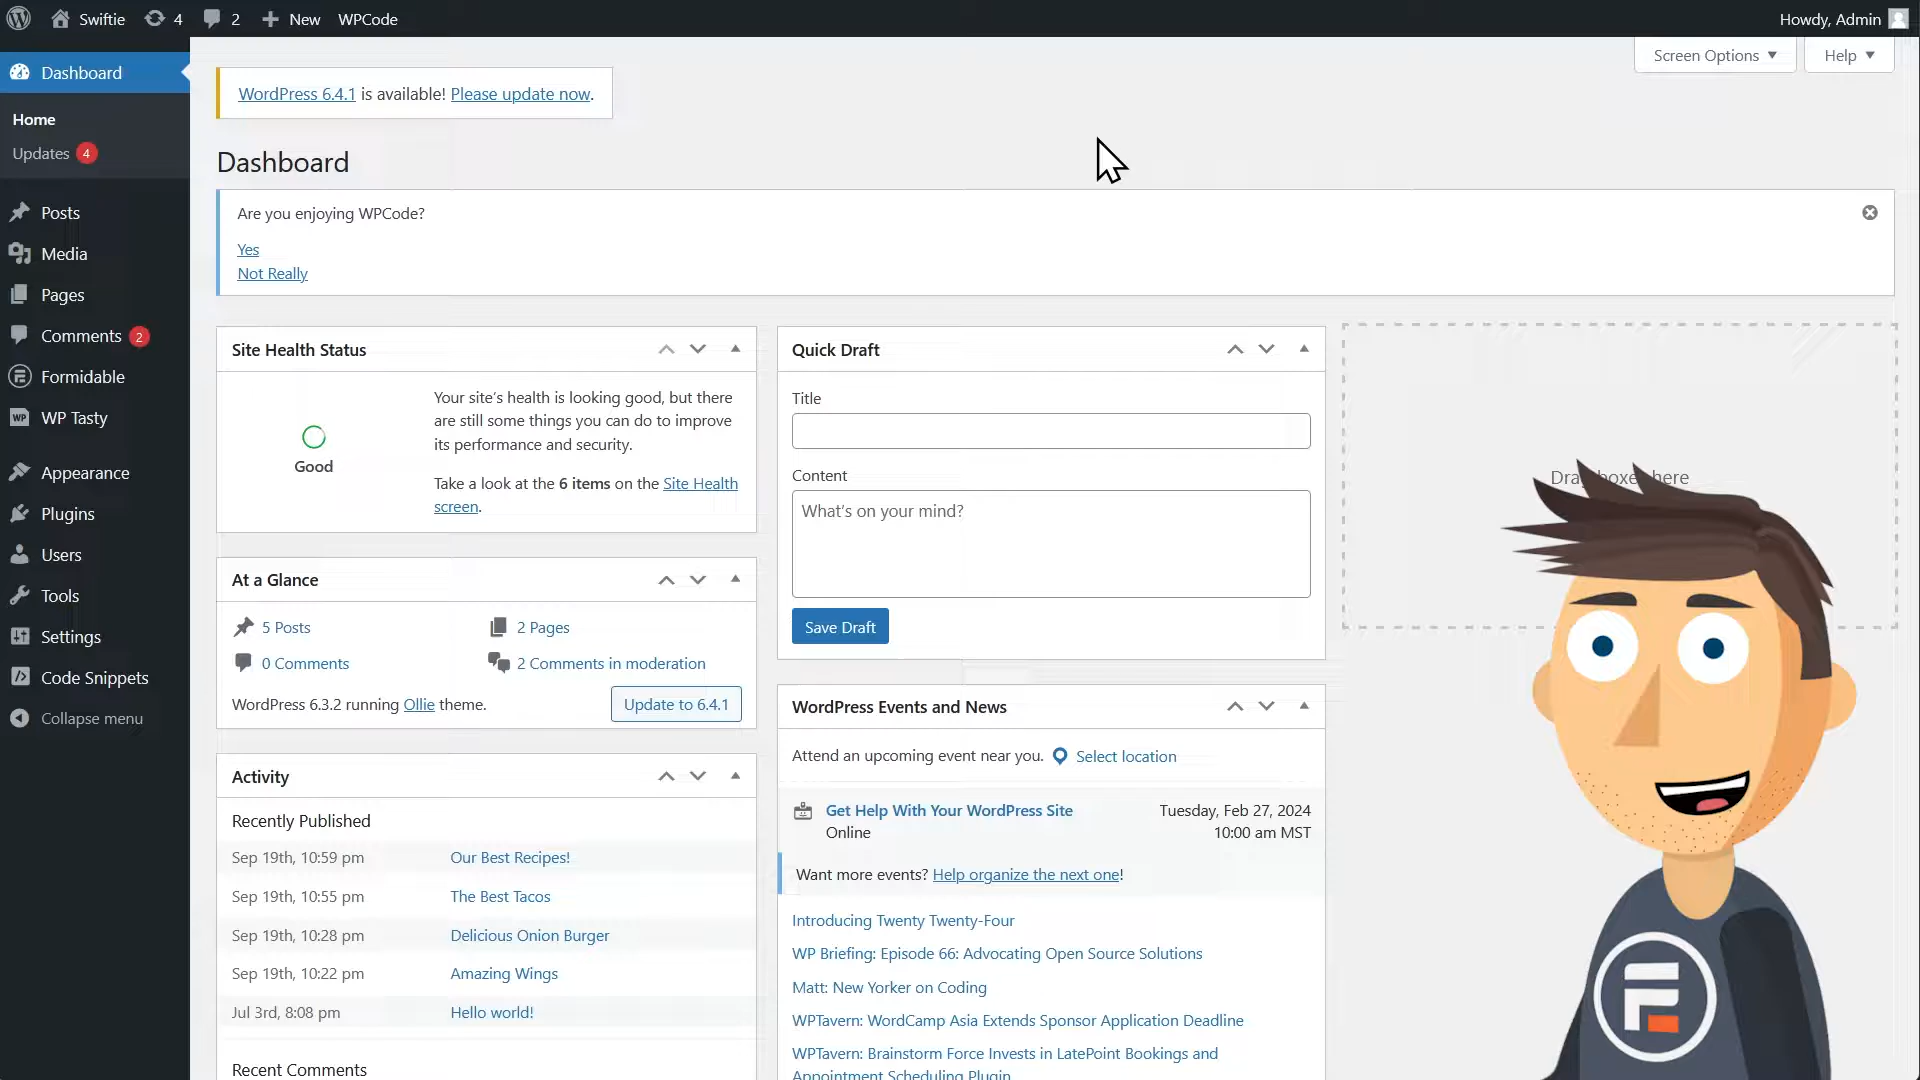 Swiftie 4 2 New WPCode
Howdy, Admin
Screen Options
Help
Dashboard
Home
Updates 4
Posts
Media
Pages
Comments 2
Formidable
WP Tasty
Appearance
Plugins
Users
Tools
Settings
Code Snippets
Collapse menu
WordPress 6.4.1 is available! Please update now.
Dashboard
Are you enjoying WPCode?
Yes
Not Really
Site Health Status
Good
Your site's health is looking good, but there
are still some things you can do to improve
its performance and security.
Take a look at the 6 items on the Site Health
screen.
At a Glance
5 Posts
2 Pages
0 Comments
2 Comments in moderation
WordPress 6.3.2 running Ollie theme.
Update to 6.4.1
Activity
Recently Published
Sep 19th, 10:59 pm Our Best Recipes!
Sep 19th, 10:55 pm The Best Tacos
Sep 19th, 10:28 pm Delicious Onion Burger
Sep 19th, 10:22 pm Amazing Wings
Jul 3rd, 8:08 pm Hello world!
Recent Comments
Quick Draft
Title
Content
What's on your mind?
Save Draft
WordPress Events and News
Attend an upcoming event near you. Select location
Get Help With Your WordPress Site
Online
Tuesday, Feb 27, 2024
10:00 am MST
Want more events? Help organize the next one!
Introducing Twenty Twenty-Four
WP Briefing: Episode 66: Advocating Open Source Solutions
Matt: New Yorker on Coding
WPTavern: WordCamp Asia Extends Sponsor Application Deadline
WPTavern: Brainstorm Force Invests in LatePoint Bookings and
Appointment Scheduling Plugin
here